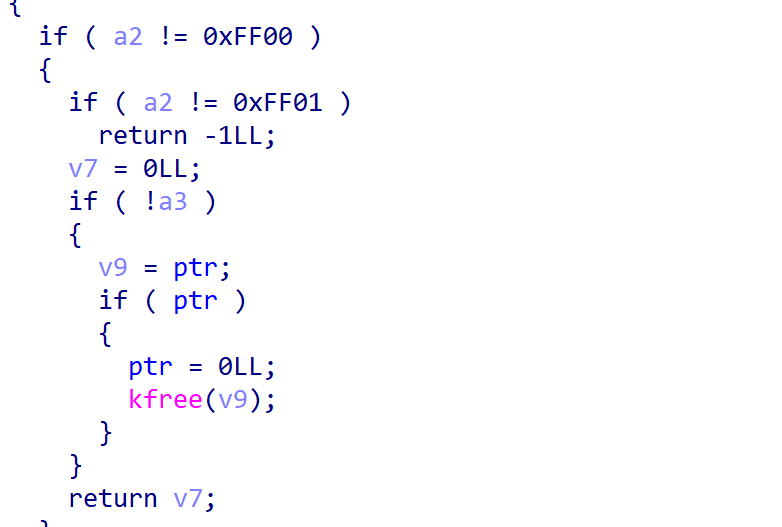 {
if ( a2 != 0xFF00 )
{
if ( a2 != 0xFF01 )
return -1LL;
v7 = 0LL;
if ( !a3 )
{
v9 = ptr;
if ( ptr )
{
ptr = 0LL;
kfree(v9);
}
}
return v7;
}